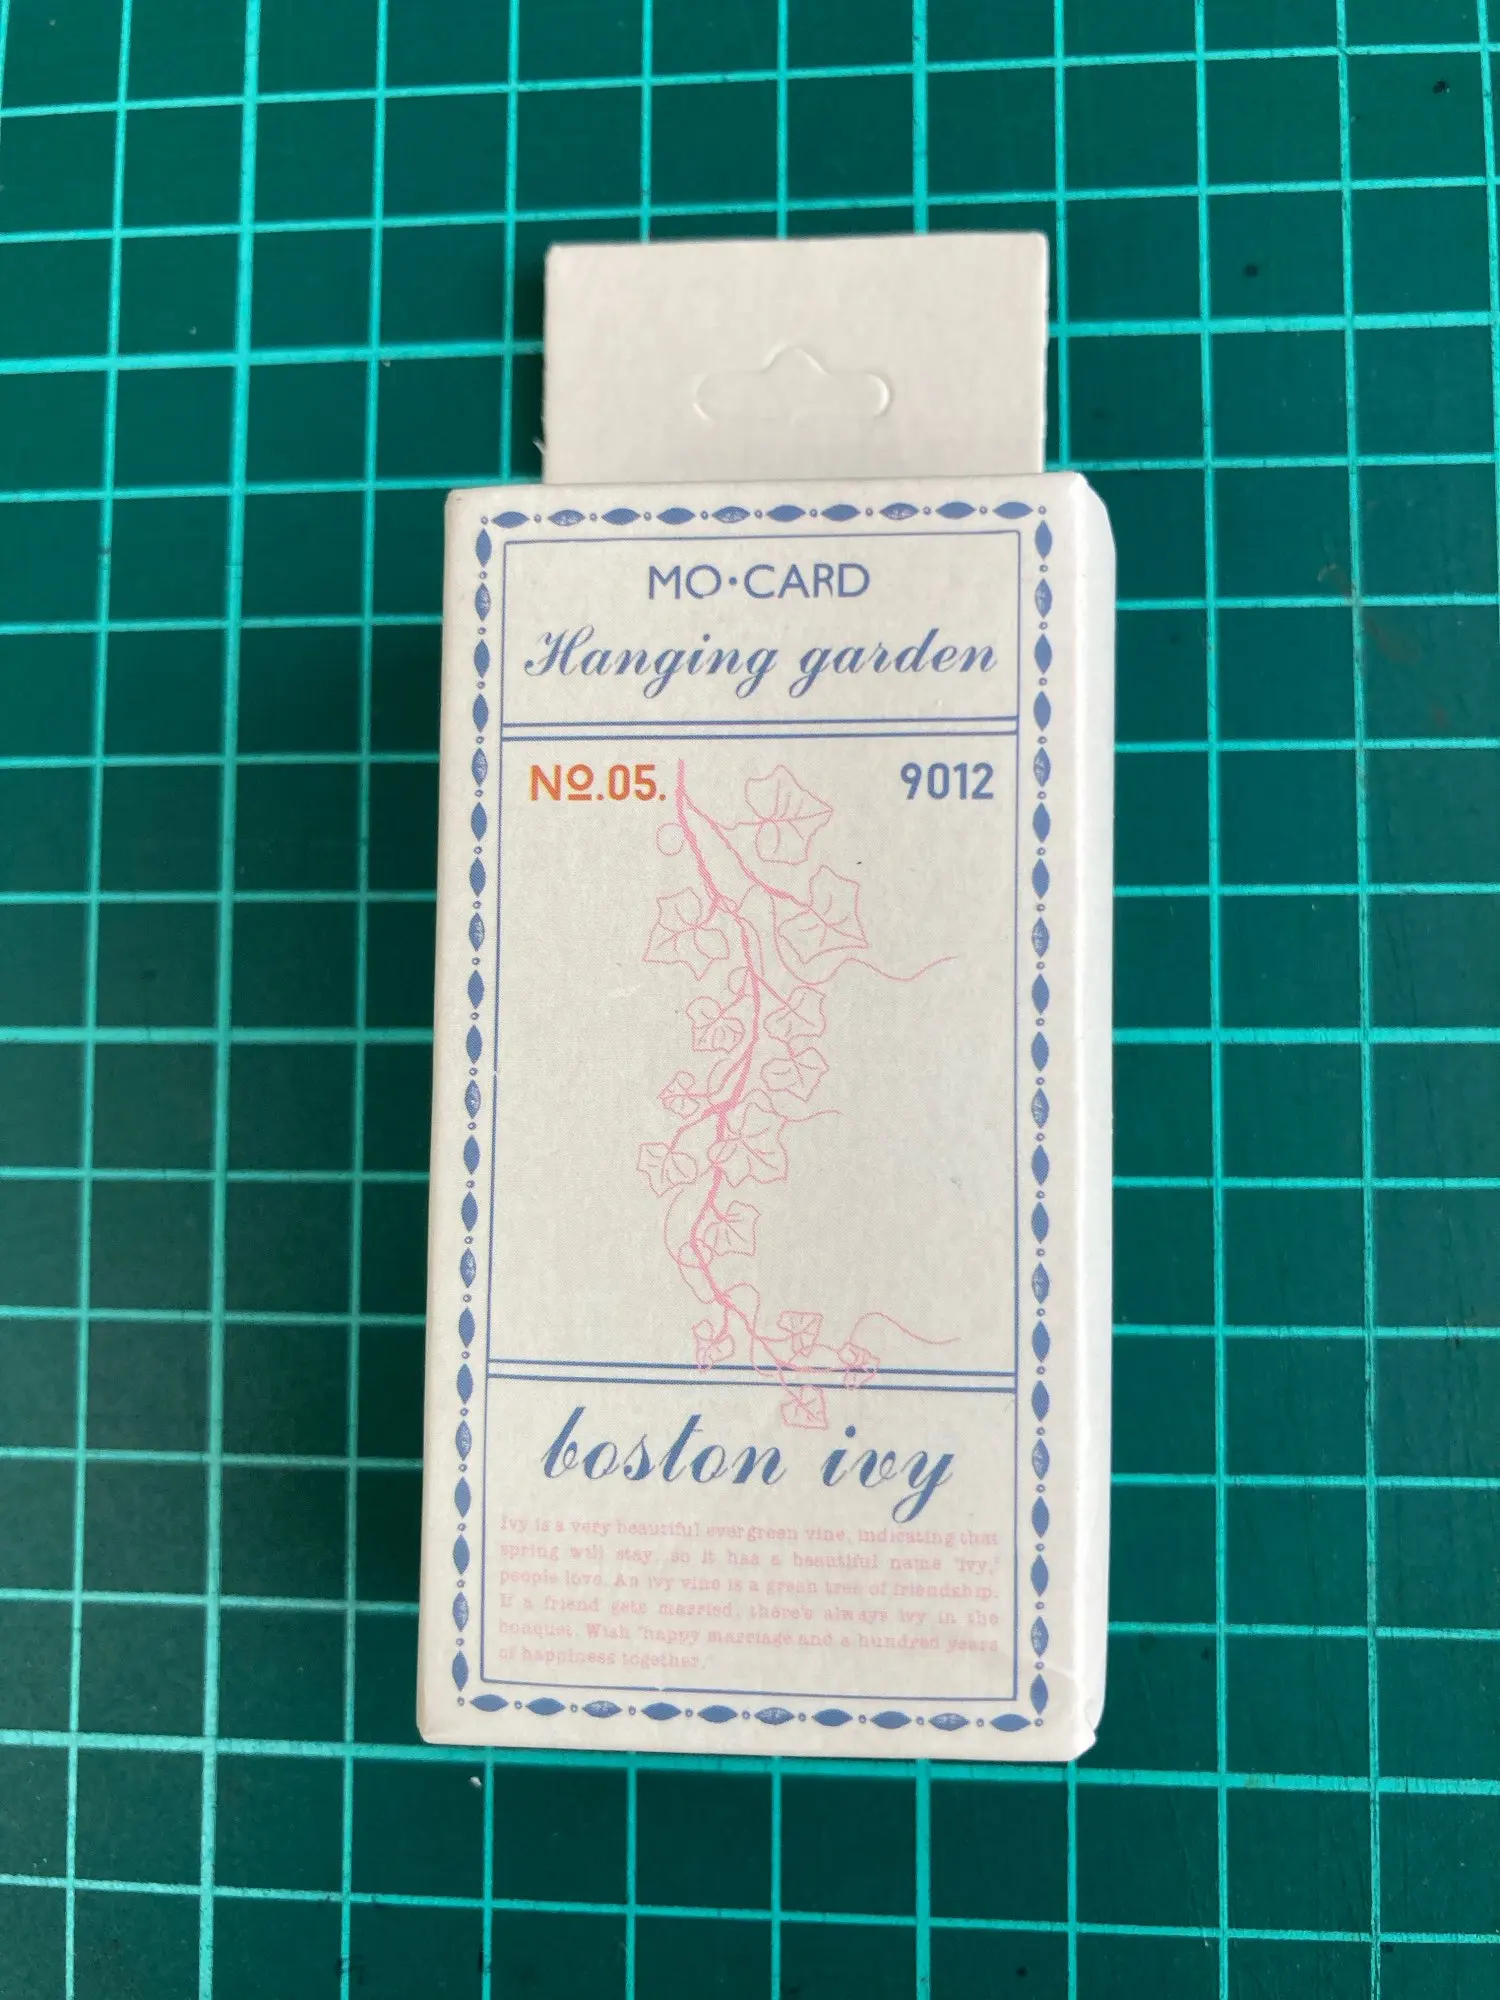 MO·CARD
Hanging garden
No.05.
9012
boston ivy
Ivy is a very beautiful evergreen vine, indicating that
spring will stay, so it has a beautiful name "ivy,"
people love. An ivy vine is a green tree of friendship.
If a friend gets married, there's always ivy in the
bouquet. Wish "happy marriage and a hundred years
of happiness together."